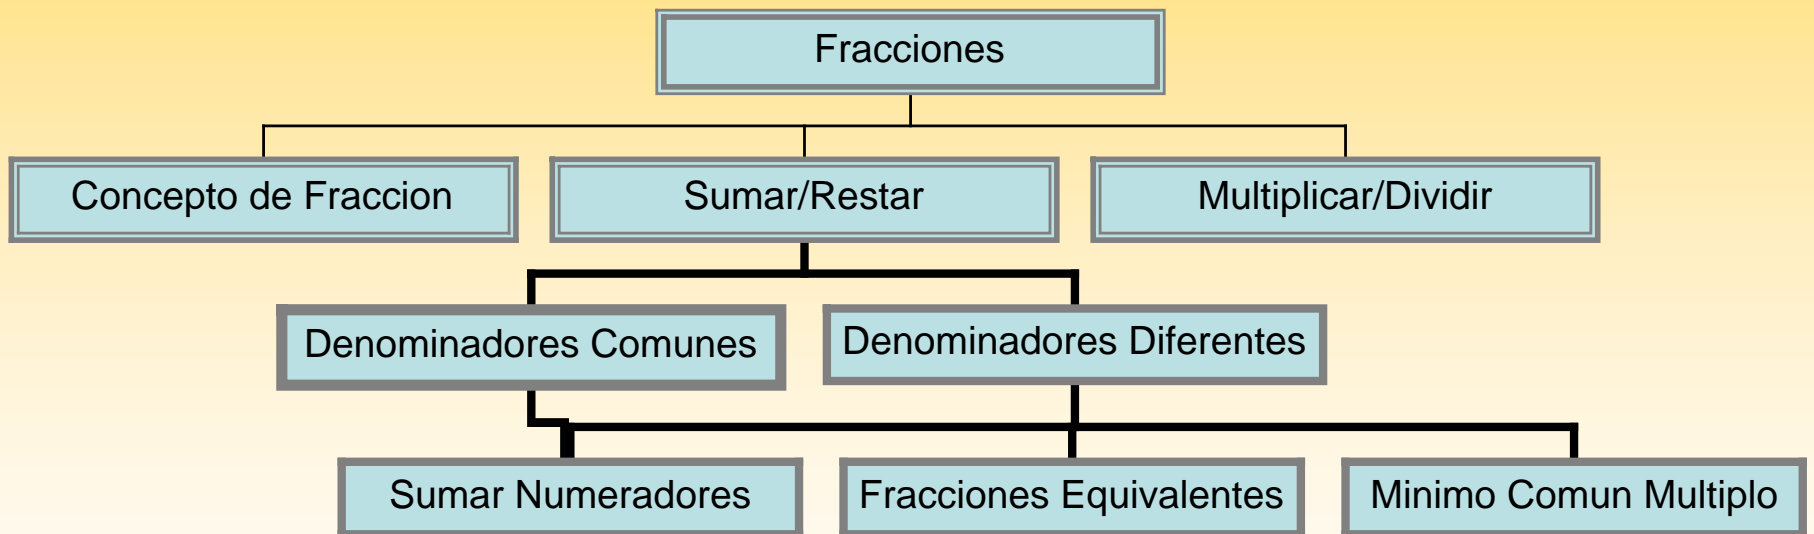 Fracciones
Concepto de Fraccion
Sumar/Restar
Multiplicar/Dividir
Denominadores Comunes
Denominadores Diferentes
Sumar Numeradores
Fracciones Equivalentes
Minimo Comun Multiplo